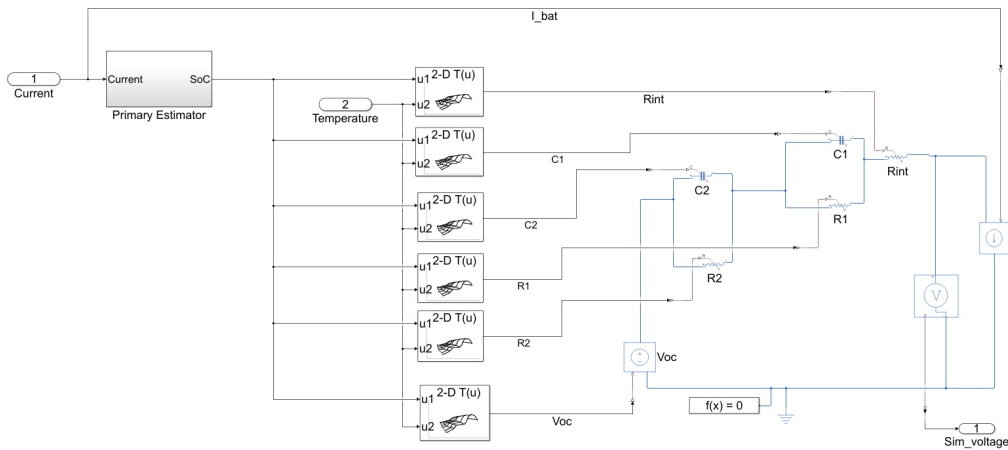 I_bat
1
Current
Current
SoC
Primary Estimator
2
Temperature
2-D T(u)
u1
u2
Rint
2-D T(u)
u1
u2
C1
2-D T(u)
u1
u2
C2
2-D T(u)
u1
u2
R1
2-D T(u)
u1
u2
R2
2-D T(u)
u1
u2
Voc
C2
R2
C1
R1
Rint
Voc
+
−
V
f(x) = 0
1
Sim_voltage